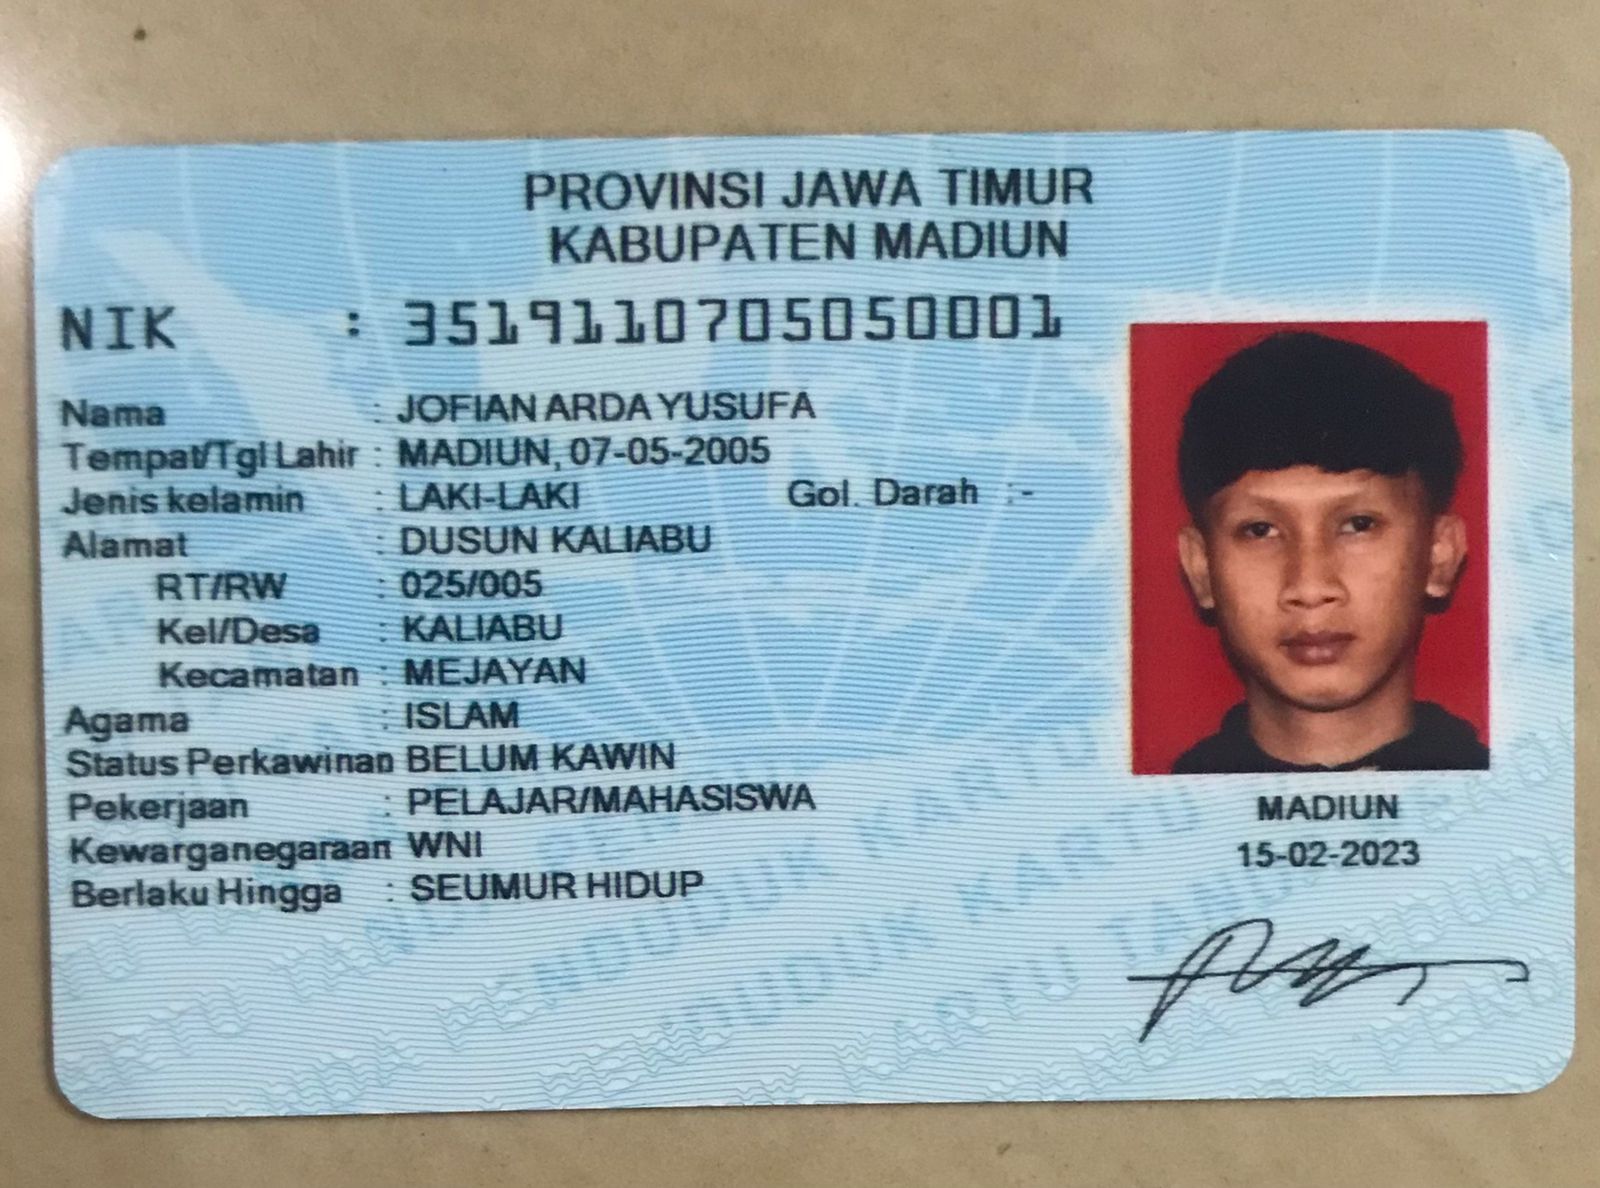 PROVINSI JAWA TIMUR
KABUPATEN MADIUN
NIK : 3519110705050001
Nama : JOFIAN ARDA YUSUFA
Tempat/Tgl Lahir : MADIUN, 07-05-2005
Jenis kelamin : LAKI-LAKI Gol. Darah : -
Alamat : DUSUN KALIABU
RT/RW : 025/005
Kel/Desa : KALIABU
Kecamatan : MEJAYAN
Agama : ISLAM
Status Perkawinan BELUM KAWIN
Pekerjaan : PELAJAR/MAHASISWA
Kewarganegaraan WNI
Berlaku Hingga : SEUMUR HIDUP
MADIUN
15-02-2023